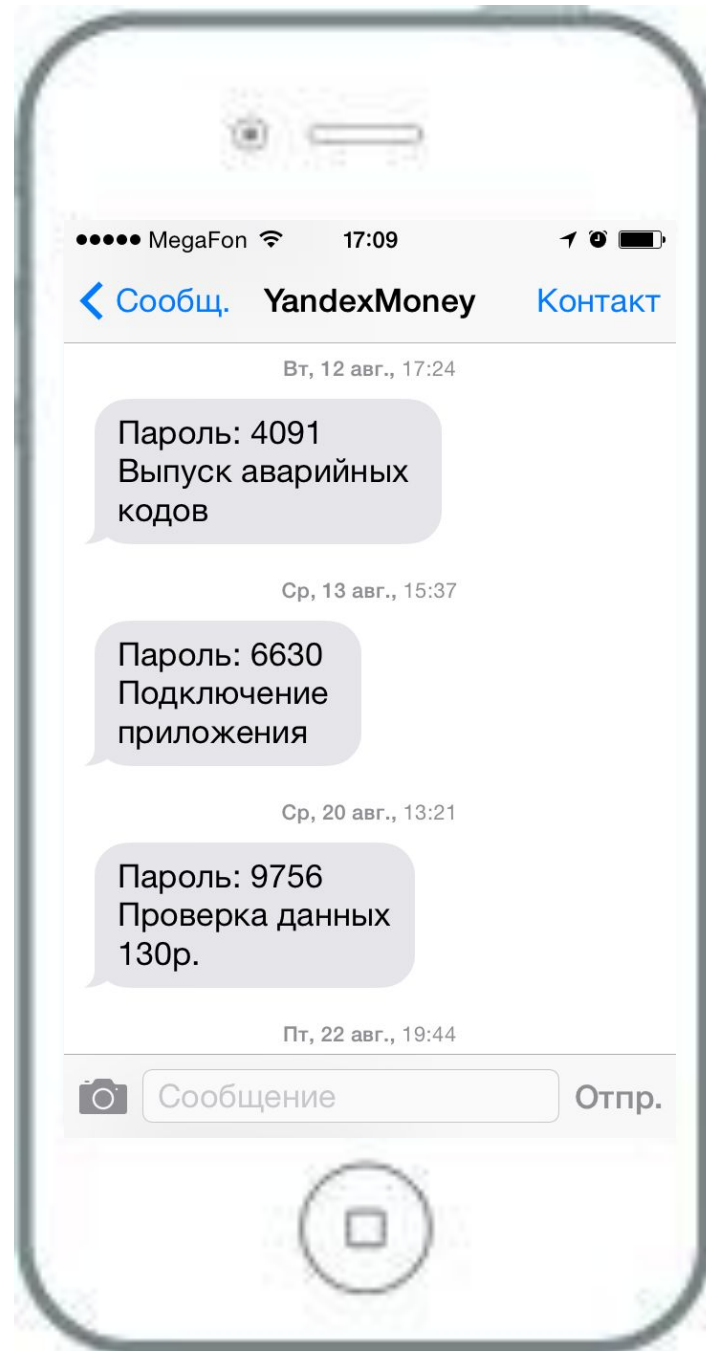 MegaFon 17:09
Сообщ. YandexMoney Контакт
Вт, 12 авг., 17:24
Пароль: 4091
Выпуск аварийных
кодов
Ср, 13 авг., 15:37
Пароль: 6630
Подключение
приложения
Ср, 20 авг., 13:21
Пароль: 9756
Проверка данных
130р.
Пт, 22 авг., 19:44
Сообщение Отпр.